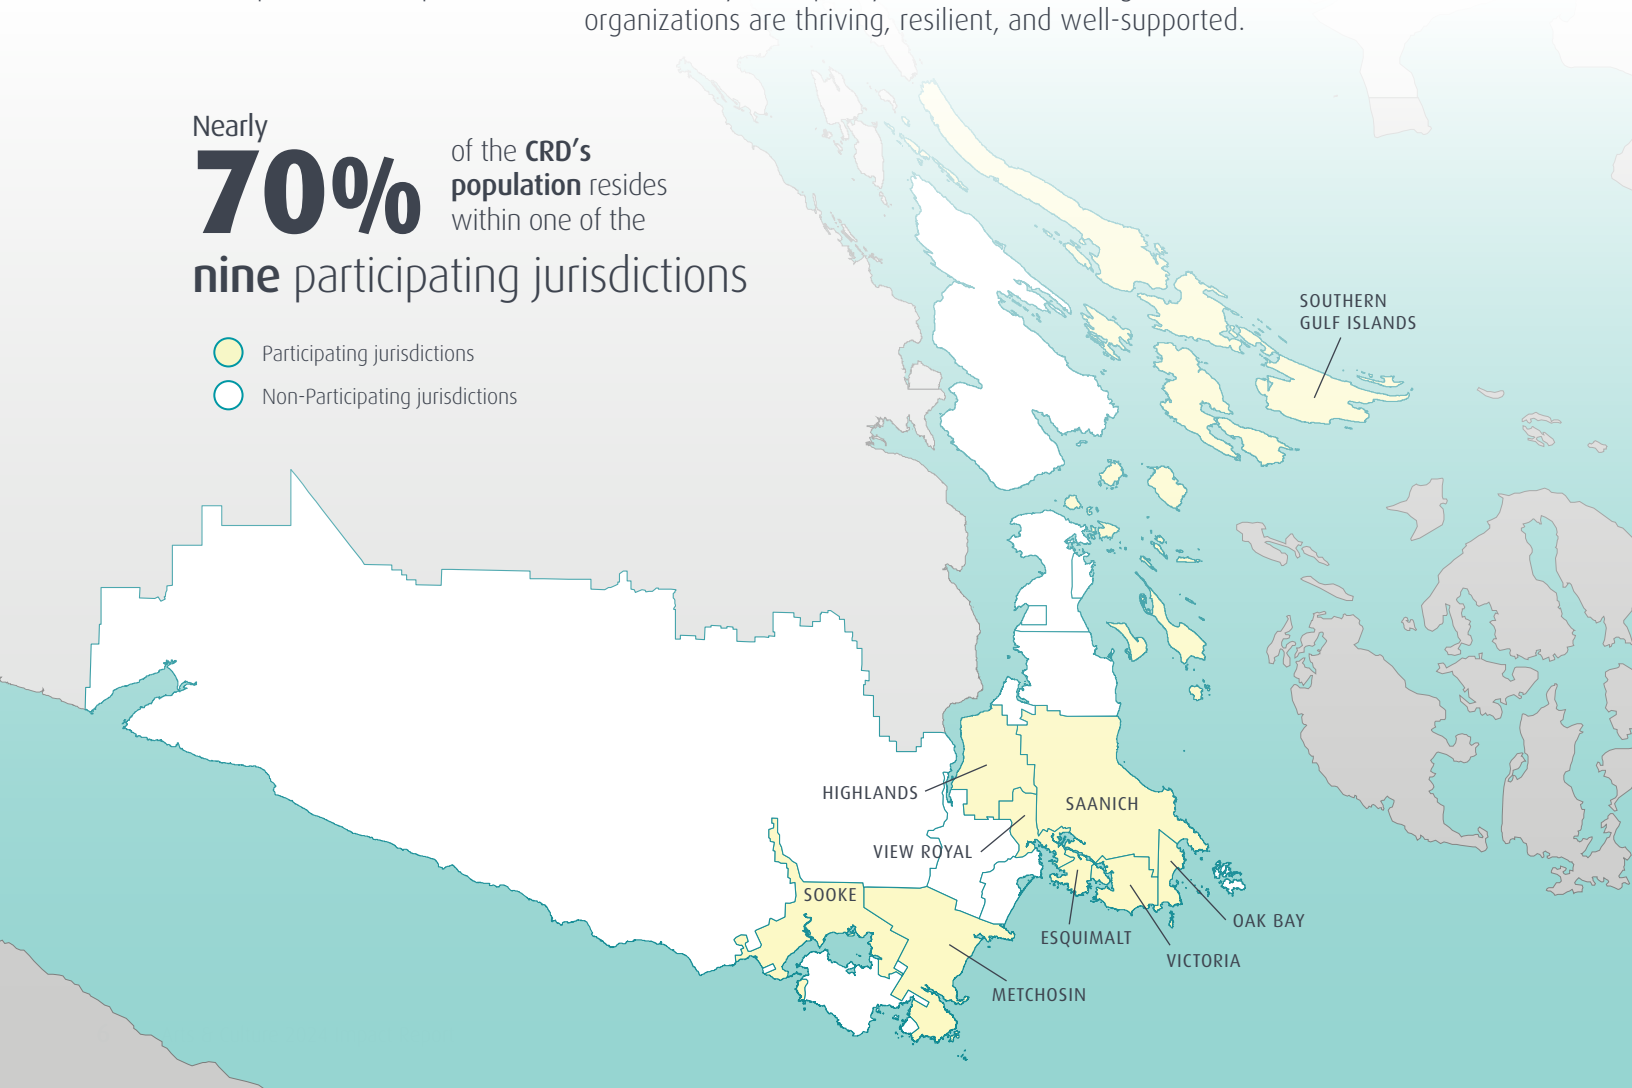 organizations are thriving, resilient, and well-supported.
Nearly
70%
of the CRD's
population resides
within one of the
nine participating jurisdictions
Participating jurisdictions
Non-Participating jurisdictions
SOUTHERN
GULF ISLANDS
HIGHLANDS
SAANICH
VIEW ROYAL
SOOKE
OAK BAY
ESQUIMALT
VICTORIA
METCHOSIN